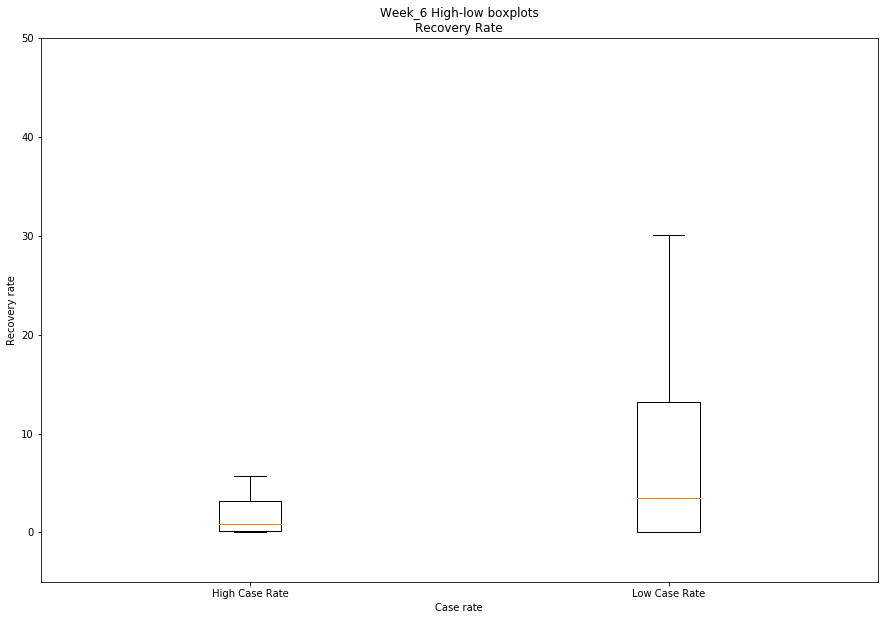 Week_6 High-low boxplots
Recovery Rate
50
40
30
20
10
0
Recovery rate
High Case Rate
Low Case Rate
Case rate